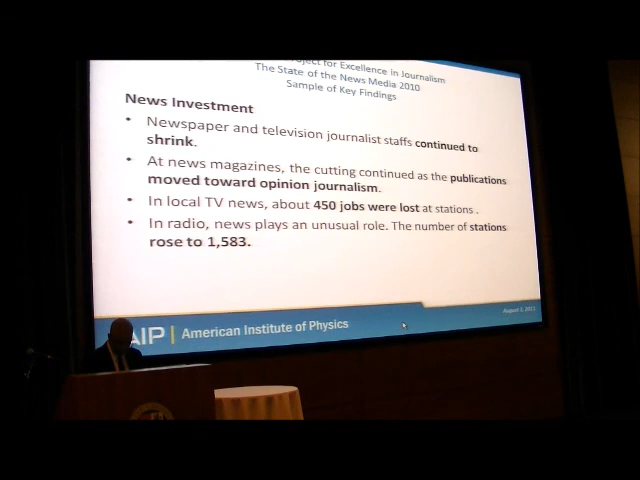 Project for Excellence in Journalism
The State of the News Media 2010
Sample of Key Findings
News Investment
• Newspaper and television journalist staffs continued to
shrink.
• At news magazines, the cutting continued as the publications
moved toward opinion journalism.
• In local TV news, about 450 jobs were lost at stations .
• In radio, news plays an unusual role. The number of stations
rose to 1,583.
AIP | American Institute of Physics